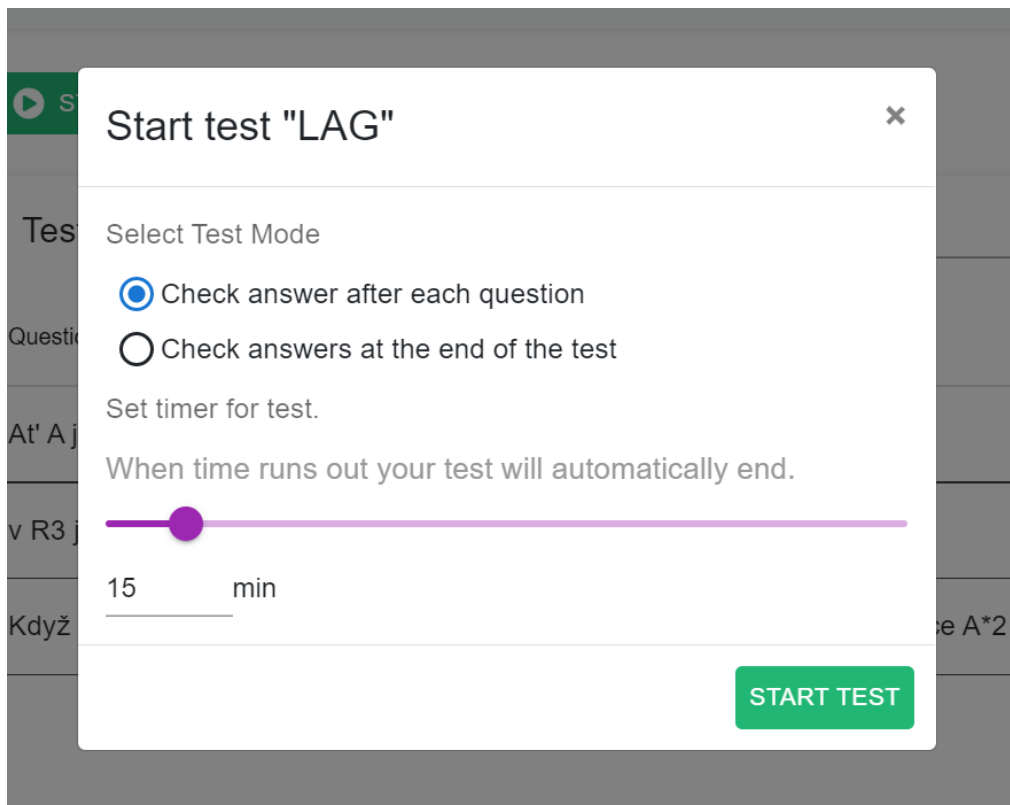 Start test "LAG"
×
Select Test Mode
Check answer after each question
Check answers at the end of the test
Set timer for test.
When time runs out your test will automatically end.
15 min
START TEST
At' A j
v R3 j
Když
A*2